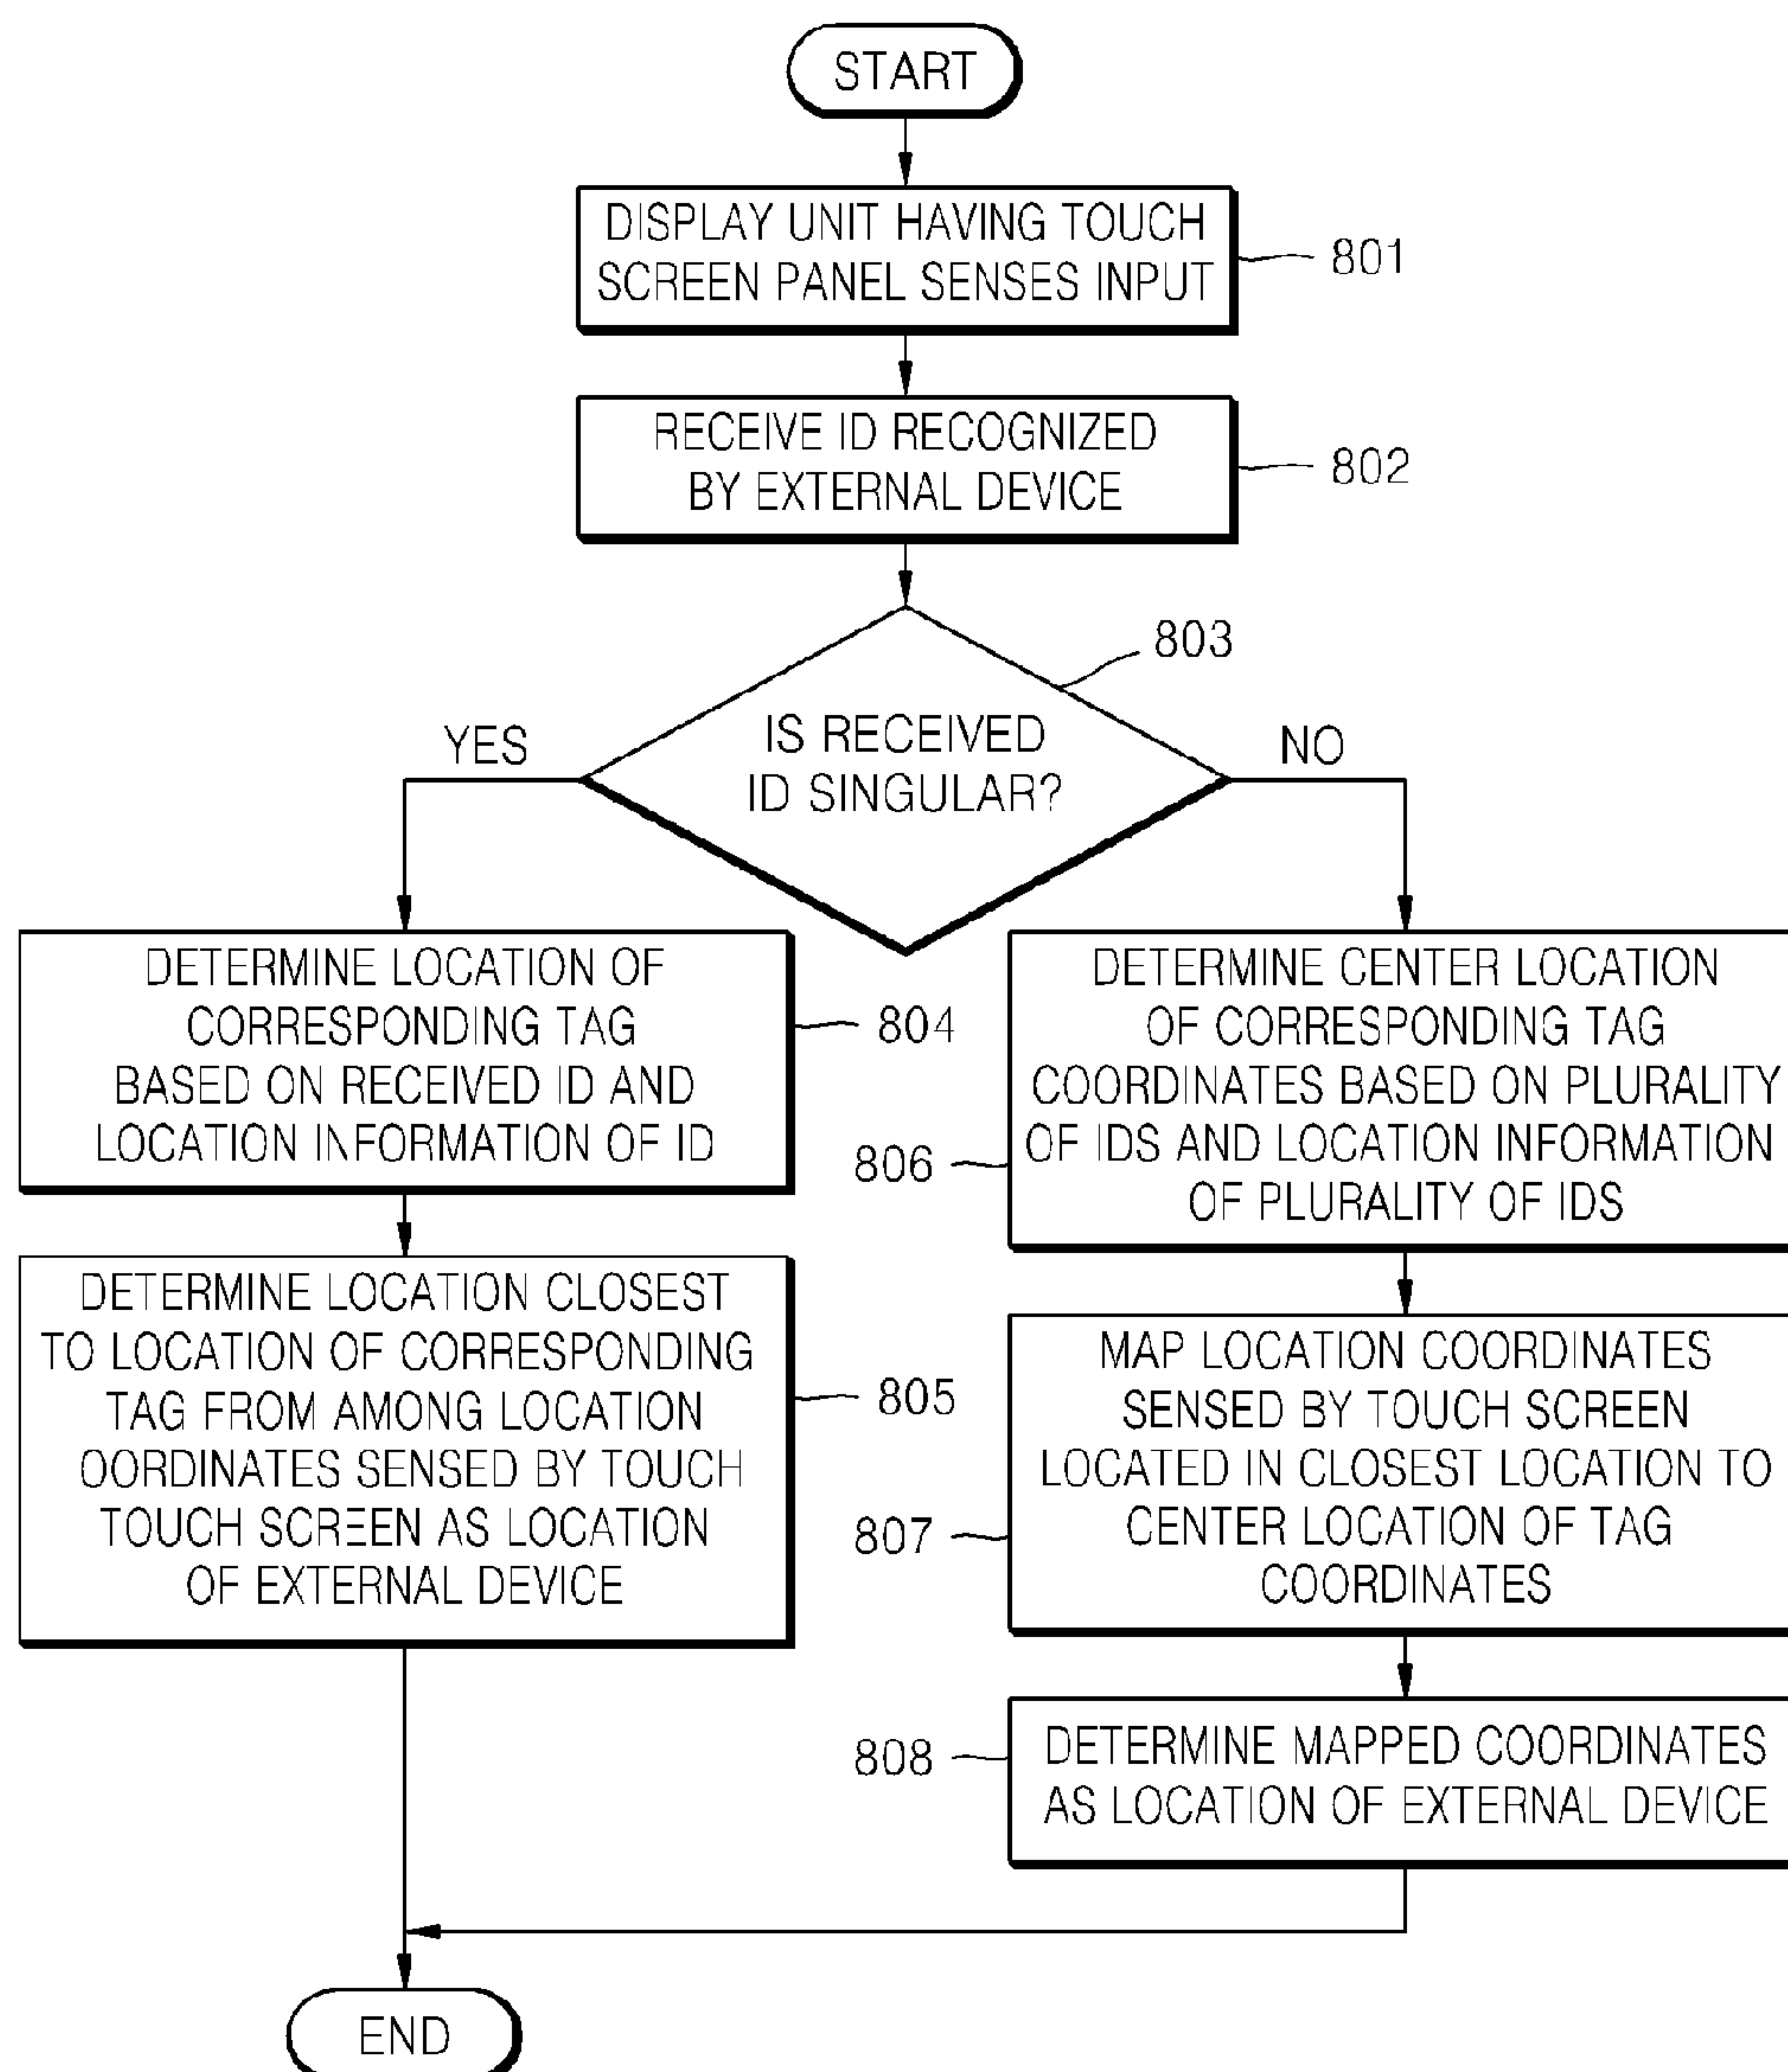 START
DISPLAY UNIT HAVING TOUCH
SCREEN PANEL SENSES INPUT
801
RECEIVE ID RECOGNIZED
BY EXTERNAL DEVICE
802
803
IS RECEIVED
ID SINGULAR?
YES
NO
DETERMINE LOCATION OF
CORRESPONDING TAG
BASED ON RECEIVED ID AND
LOCATION INFORMATION OF ID
804
DETERMINE LOCATION CLOSEST
TO LOCATION OF CORRESPONDING
TAG FROM AMONG LOCATION
OORDINATES SENSED BY TOUCH
TOUCH SCREEN AS LOCATION
OF EXTERNAL DEVICE
805
DETERMINE CENTER LOCATION
OF CORRESPONDING TAG
COORDINATES BASED ON PLURALITY
OF IDS AND LOCATION INFORMATION
OF PLURALITY OF IDS
806
MAP LOCATION COORDINATES
SENSED BY TOUCH SCREEN
LOCATED IN CLOSEST LOCATION TO
CENTER LOCATION OF TAG
COORDINATES
807
DETERMINE MAPPED COORDINATES
AS LOCATION OF EXTERNAL DEVICE
808
END